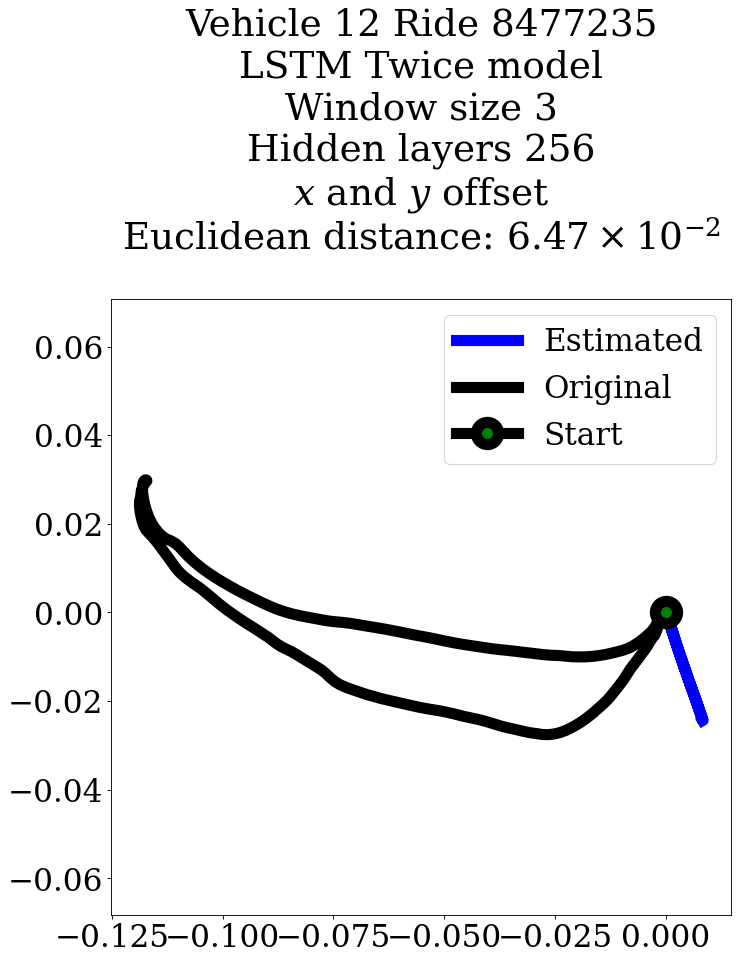 Vehicle 12 Ride 8477235
LSTM Twice model
Window size 3
Hidden layers 256
x and y offset
Euclidean distance: 6.47 × 10⁻²
Estimated
Original
Start
0.06
0.04
0.02
0.00
−0.02
−0.04
−0.06
−0.125 −0.100 −0.075 −0.050 −0.025 0.000